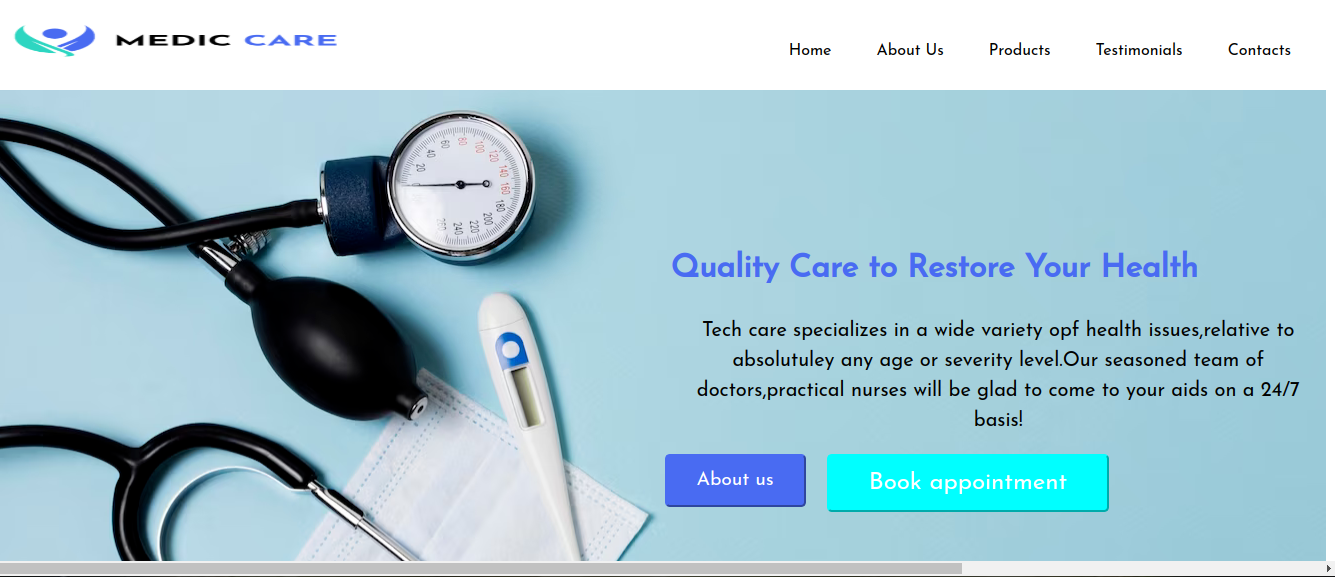 MEDIC CARE
Home About Us Products Testimonials Contacts
20 40 60 80 100 120 140 160 180 200 220 240
Quality Care to Restore Your Health
Tech care specializes in a wide variety opf health issues,relative to
absolutuley any age or severity level.Our seasoned team of
doctors,practical nurses will be glad to come to your aids on a 24/7
basis!
About us
Book appointment